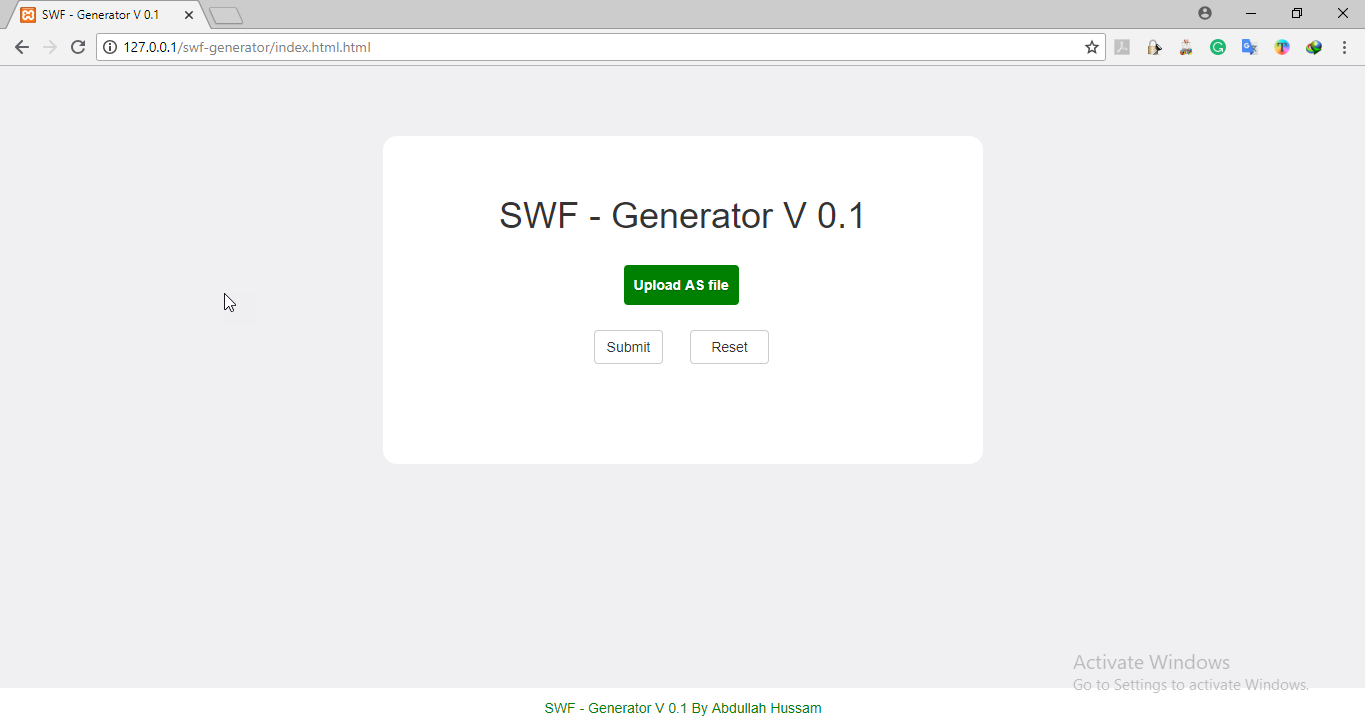 SWF - Generator V 0.1
127.0.0.1/swf-generator/index.html.html
SWF - Generator V 0.1
Upload AS file
Submit Reset
Activate Windows
Go to Settings to activate Windows.
SWF - Generator V 0.1 By Abdullah Hussam